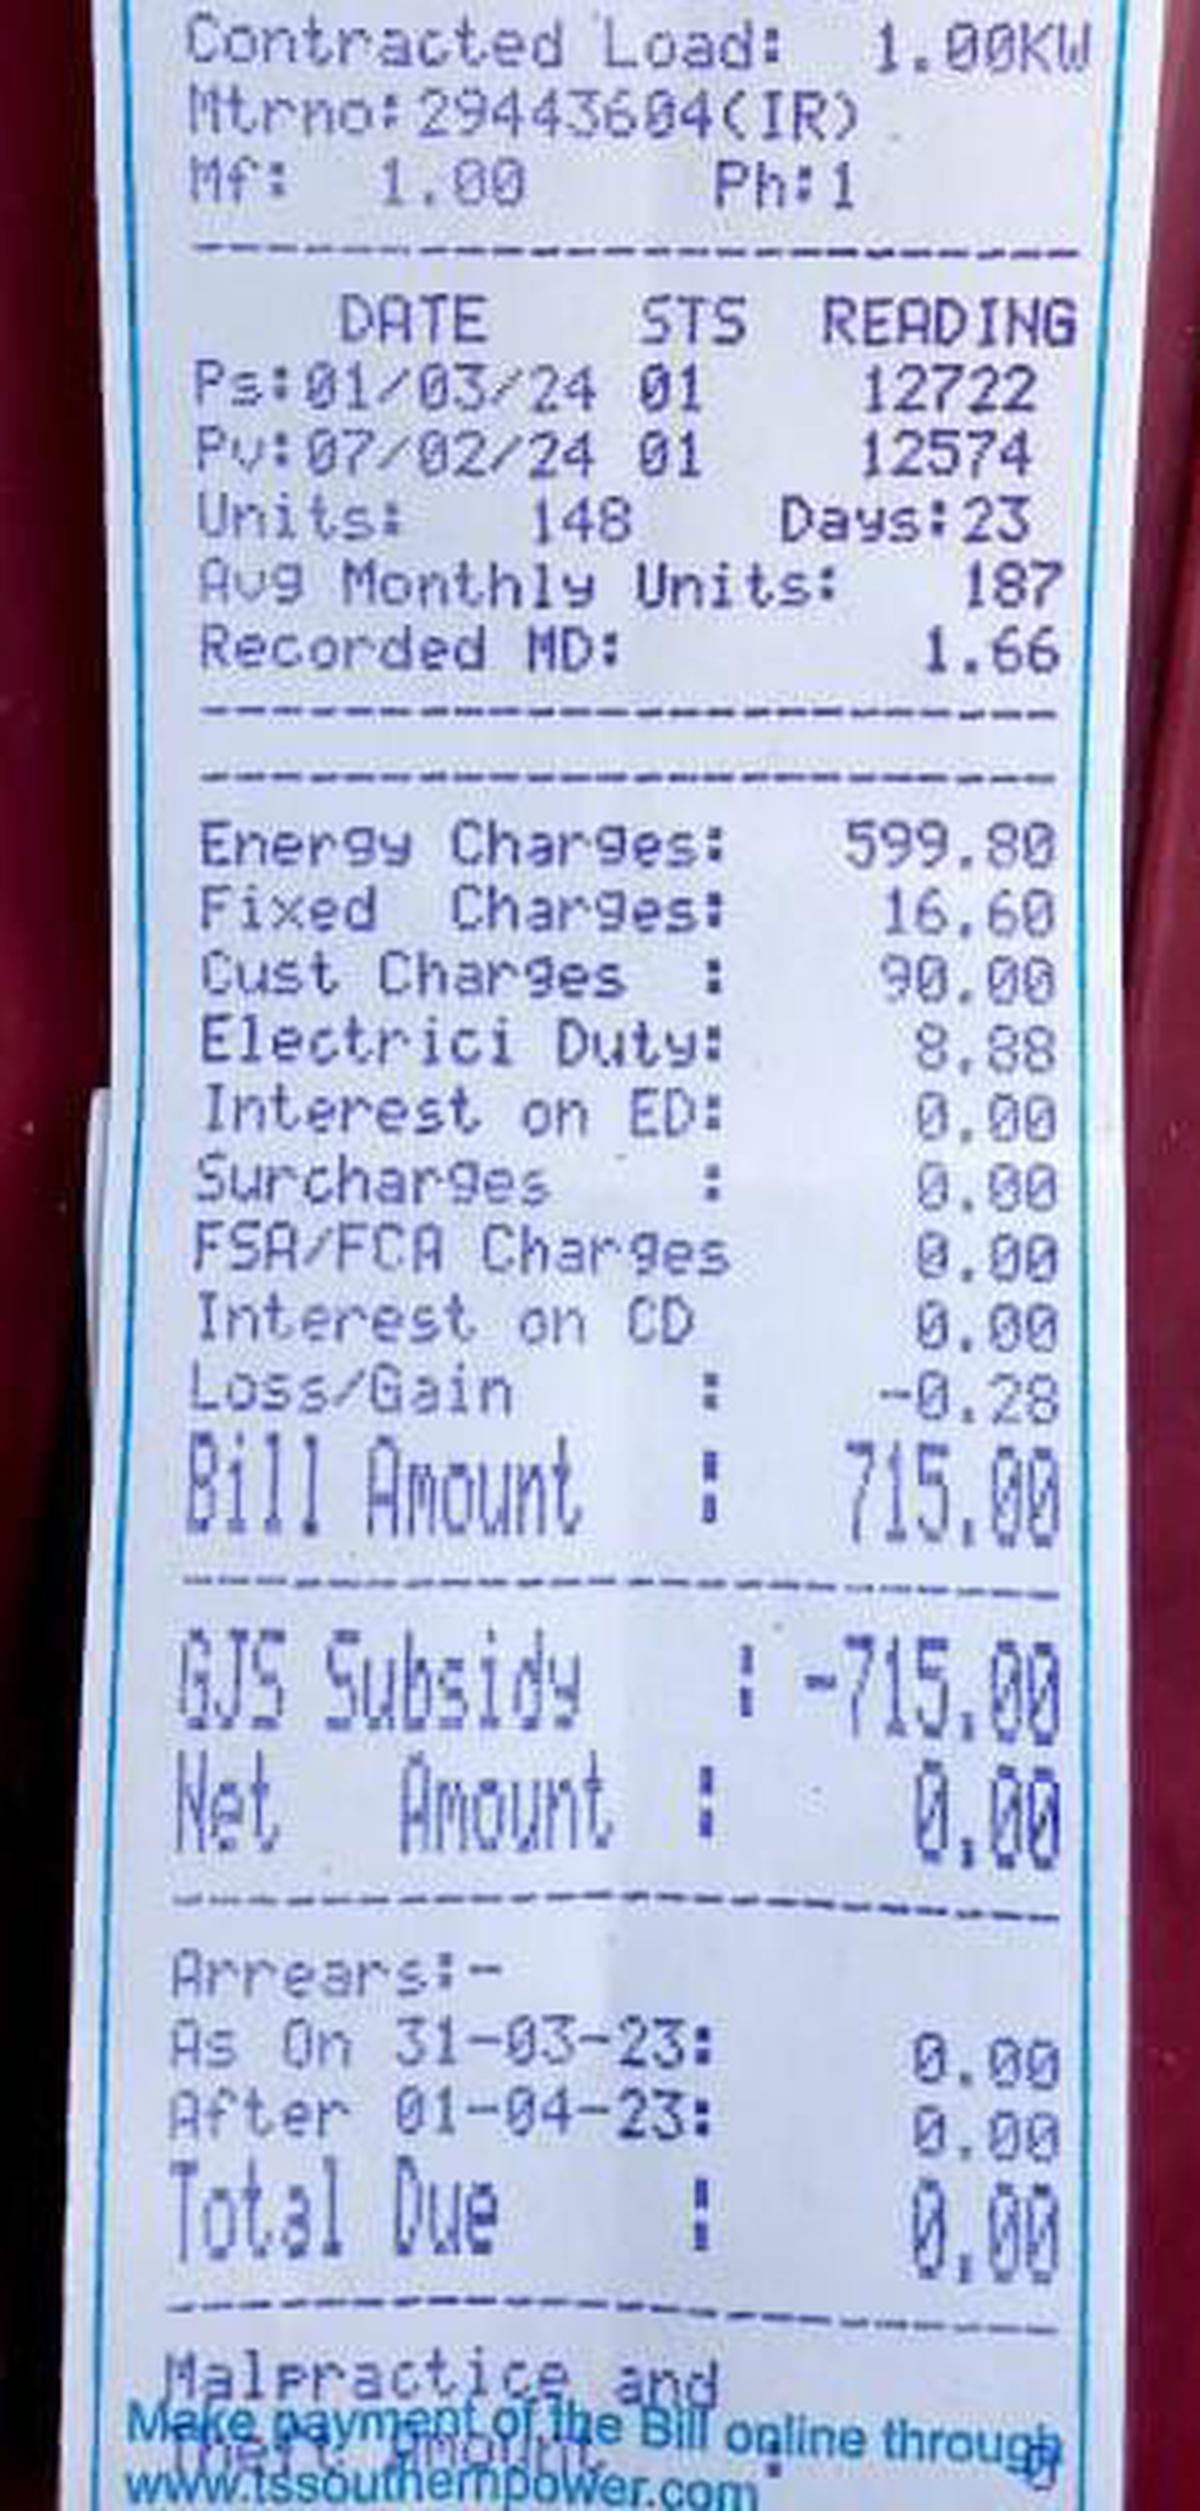 Contracted Load: 1.00KW
Mtrno:29443604(IR)
Mf: 1.00 Ph:1
DATE STS READING
Ps:01/03/24 01 12722
Pv:07/02/24 01 12574
Units: 148 Days:23
Avg Monthly Units: 187
Recorded MD: 1.66
Energy Charges: 599.80
Fixed Charges: 16.60
Cust Charges : 90.00
Electrici Duty: 8.88
Interest on ED: 0.00
Surcharges : 0.00
FSA/FCA Charges 0.00
Interest on CD 0.00
Loss/Gain : -0.28
Bill Amount : 715.00
GJS Subsidy : -715.00
Net Amount : 0.00
Arrears:-
As On 31-03-23: 0.00
After 01-04-23: 0.00
Total Due : 0.00
Malpractice and
Make payment of the Bill online through
Theft Amount : 0
www.tssouthernpower.com